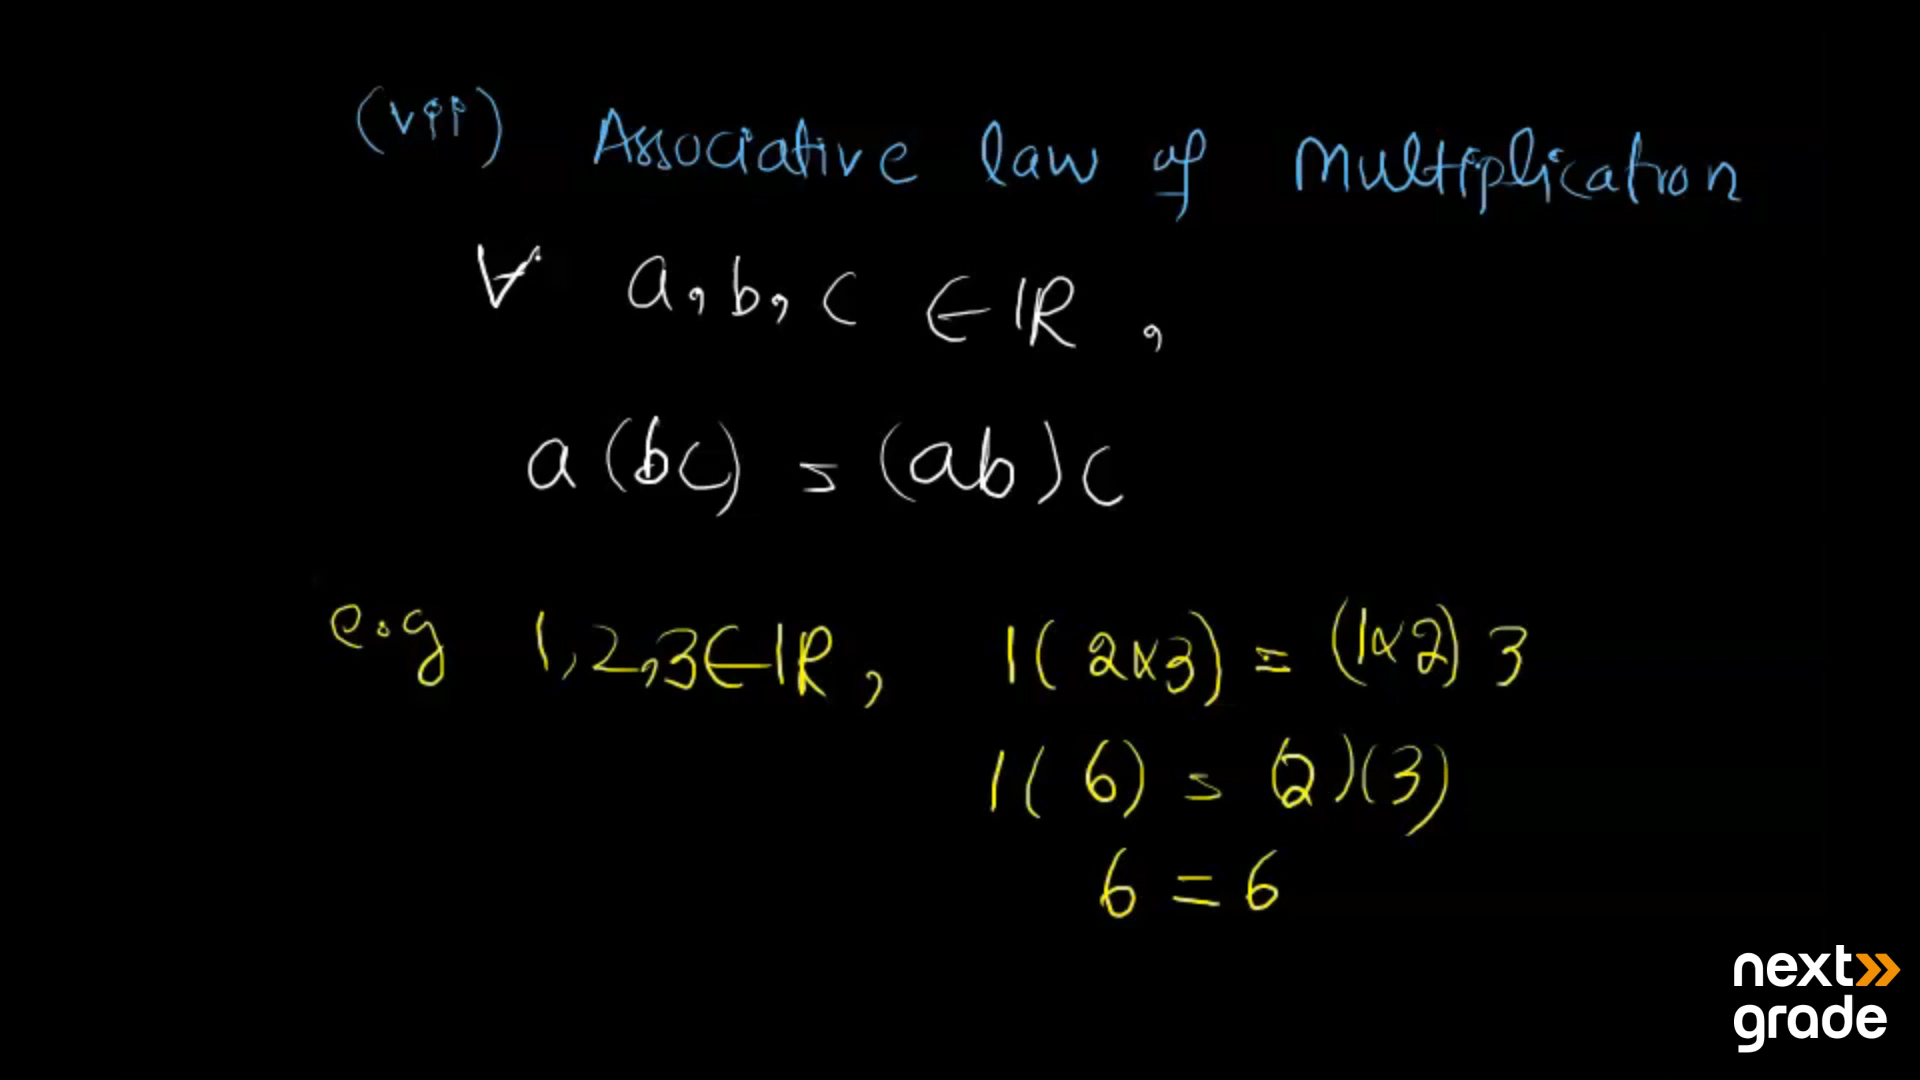 (vii) Associative law of Multiplication
∀ a, b, c ∈ ℝ,
a(bc) = (ab)c
e.g 1,2,3 ∈ ℝ, 1(2×3) = (1×2)3
1(6) = (2)(3)
6 = 6
next
grade